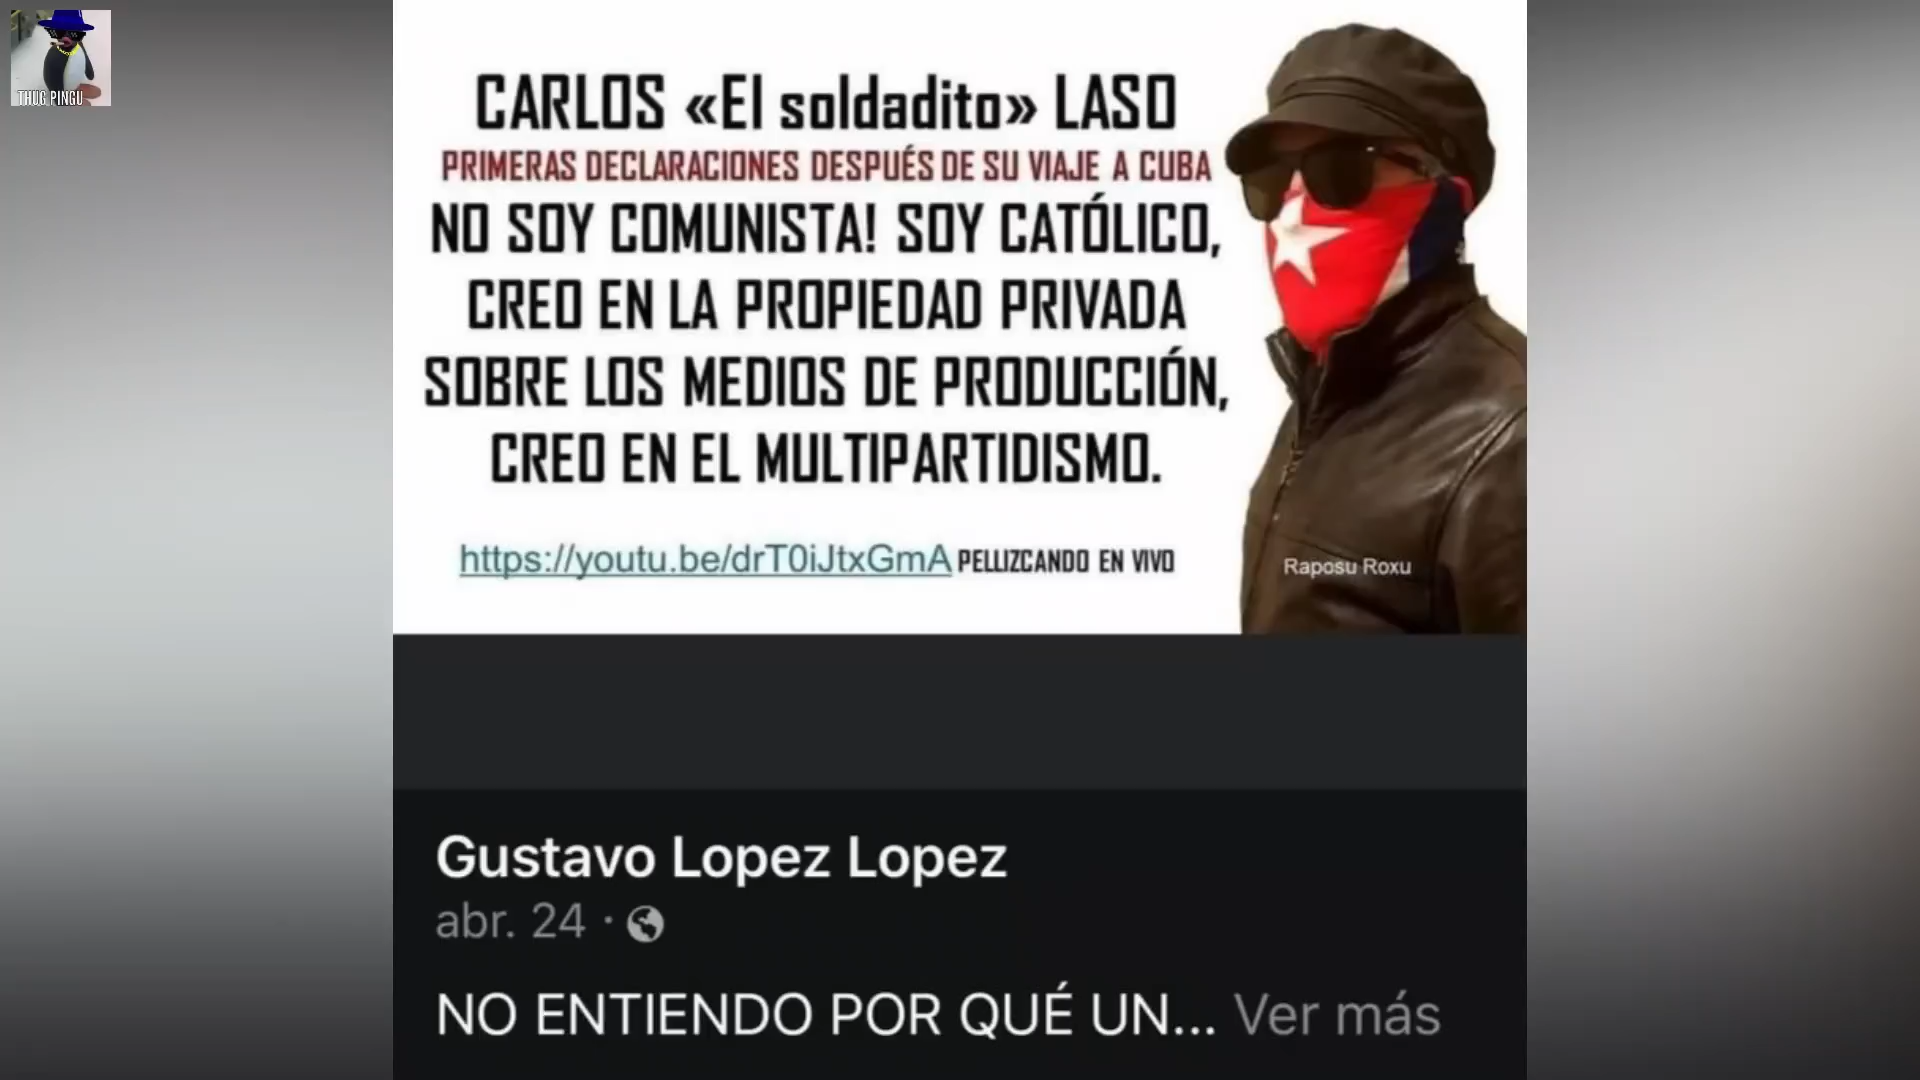 THUG PINGU
CARLOS «El soldadito» LASO
PRIMERAS DECLARACIONES DESPUÉS DE SU VIAJE A CUBA
NO SOY COMUNISTA! SOY CATÓLICO,
CREO EN LA PROPIEDAD PRIVADA
SOBRE LOS MEDIOS DE PRODUCCIÓN,
CREO EN EL MULTIPARTIDISMO.
https://youtu.be/drT0iJtxGmA PELLIZCANDO EN VIVO
Raposu Roxu
Gustavo Lopez Lopez
abr. 24 ·
NO ENTIENDO POR QUÉ UN... Ver más